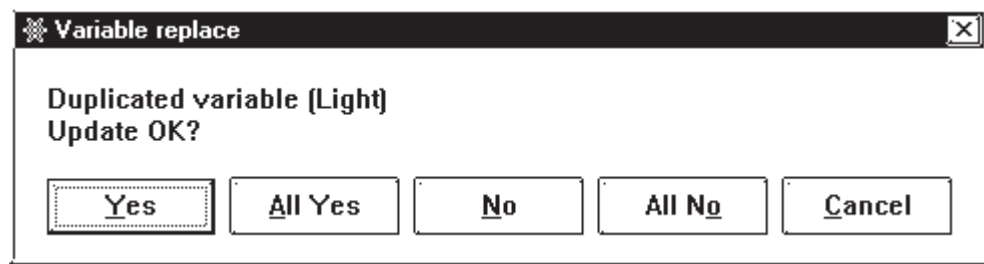 Variable replace
Duplicated variable (Light)
Update OK?
Yes All Yes No All No Cancel